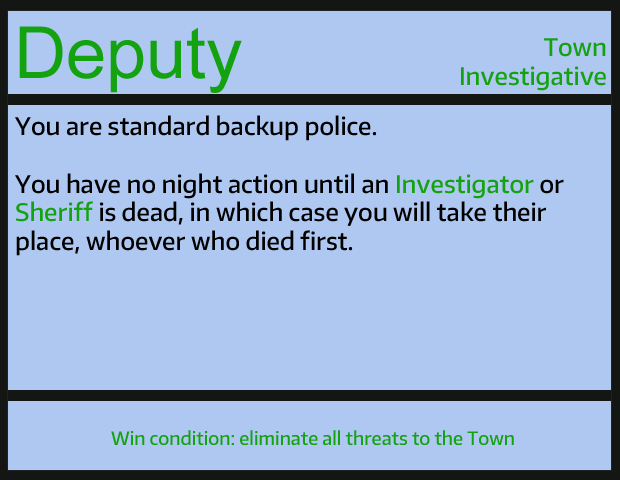 Deputy
Town
Investigative
You are standard backup police.
You have no night action until an Investigator or
Sheriff is dead, in which case you will take their
place, whoever who died first.
Win condition: eliminate all threats to the Town